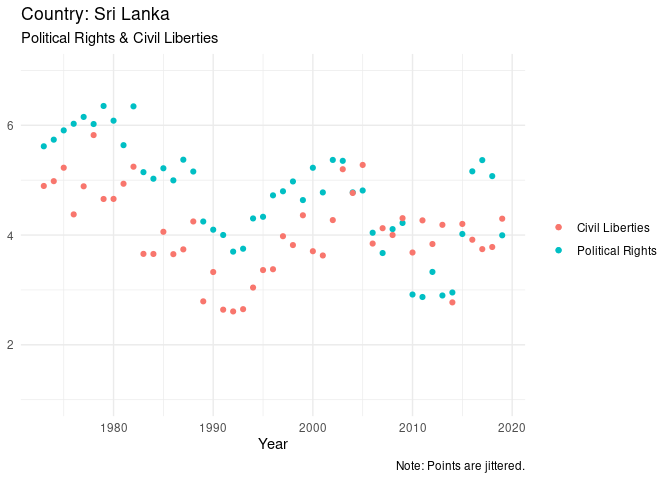 Country: Sri Lanka
Political Rights & Civil Liberties
6
4
2
1980 1990 2000 2010 2020
Year
Civil Liberties
Political Rights
Note: Points are jittered.